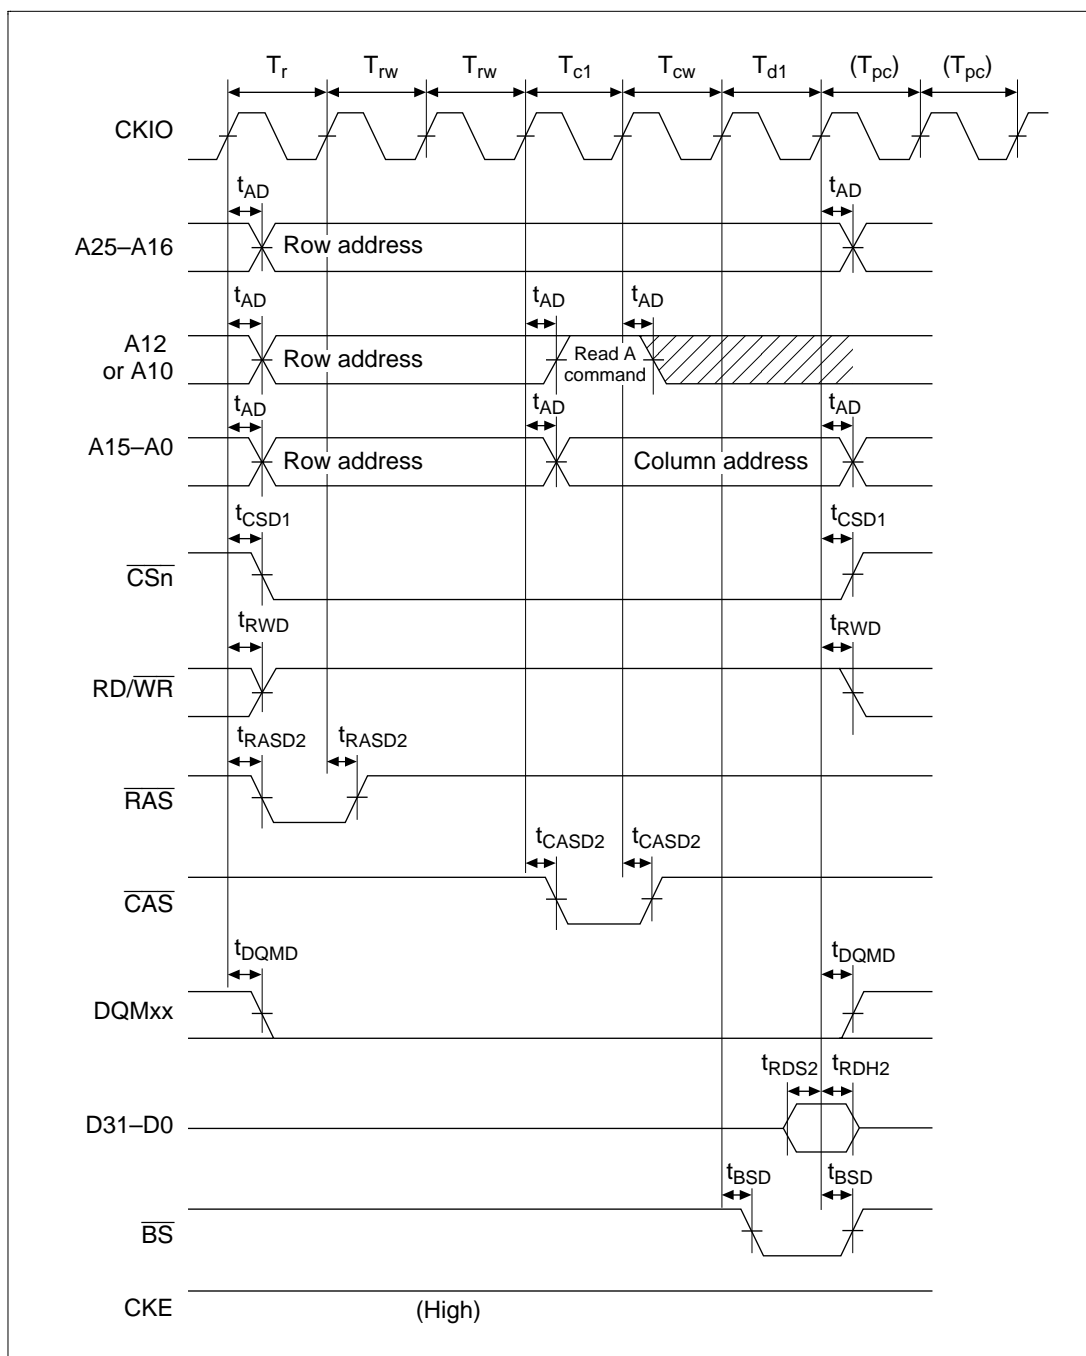 Tr Trw Trw Tc1 Tcw Td1 (Tpc) (Tpc)
CKIO
tAD tAD
A25–A16 Row address
tAD tAD tAD
A12 or A10 Row address Read A command
tAD tAD tAD
A15–A0 Row address Column address
tCSD1 tCSD1
CSn
tRWD tRWD
RD/WR
tRASD2 tRASD2
RAS
tCASD2 tCASD2
CAS
tDQMD tDQMD
DQMxx
tRDS2 tRDH2
D31–D0
tBSD tBSD
BS
CKE (High)